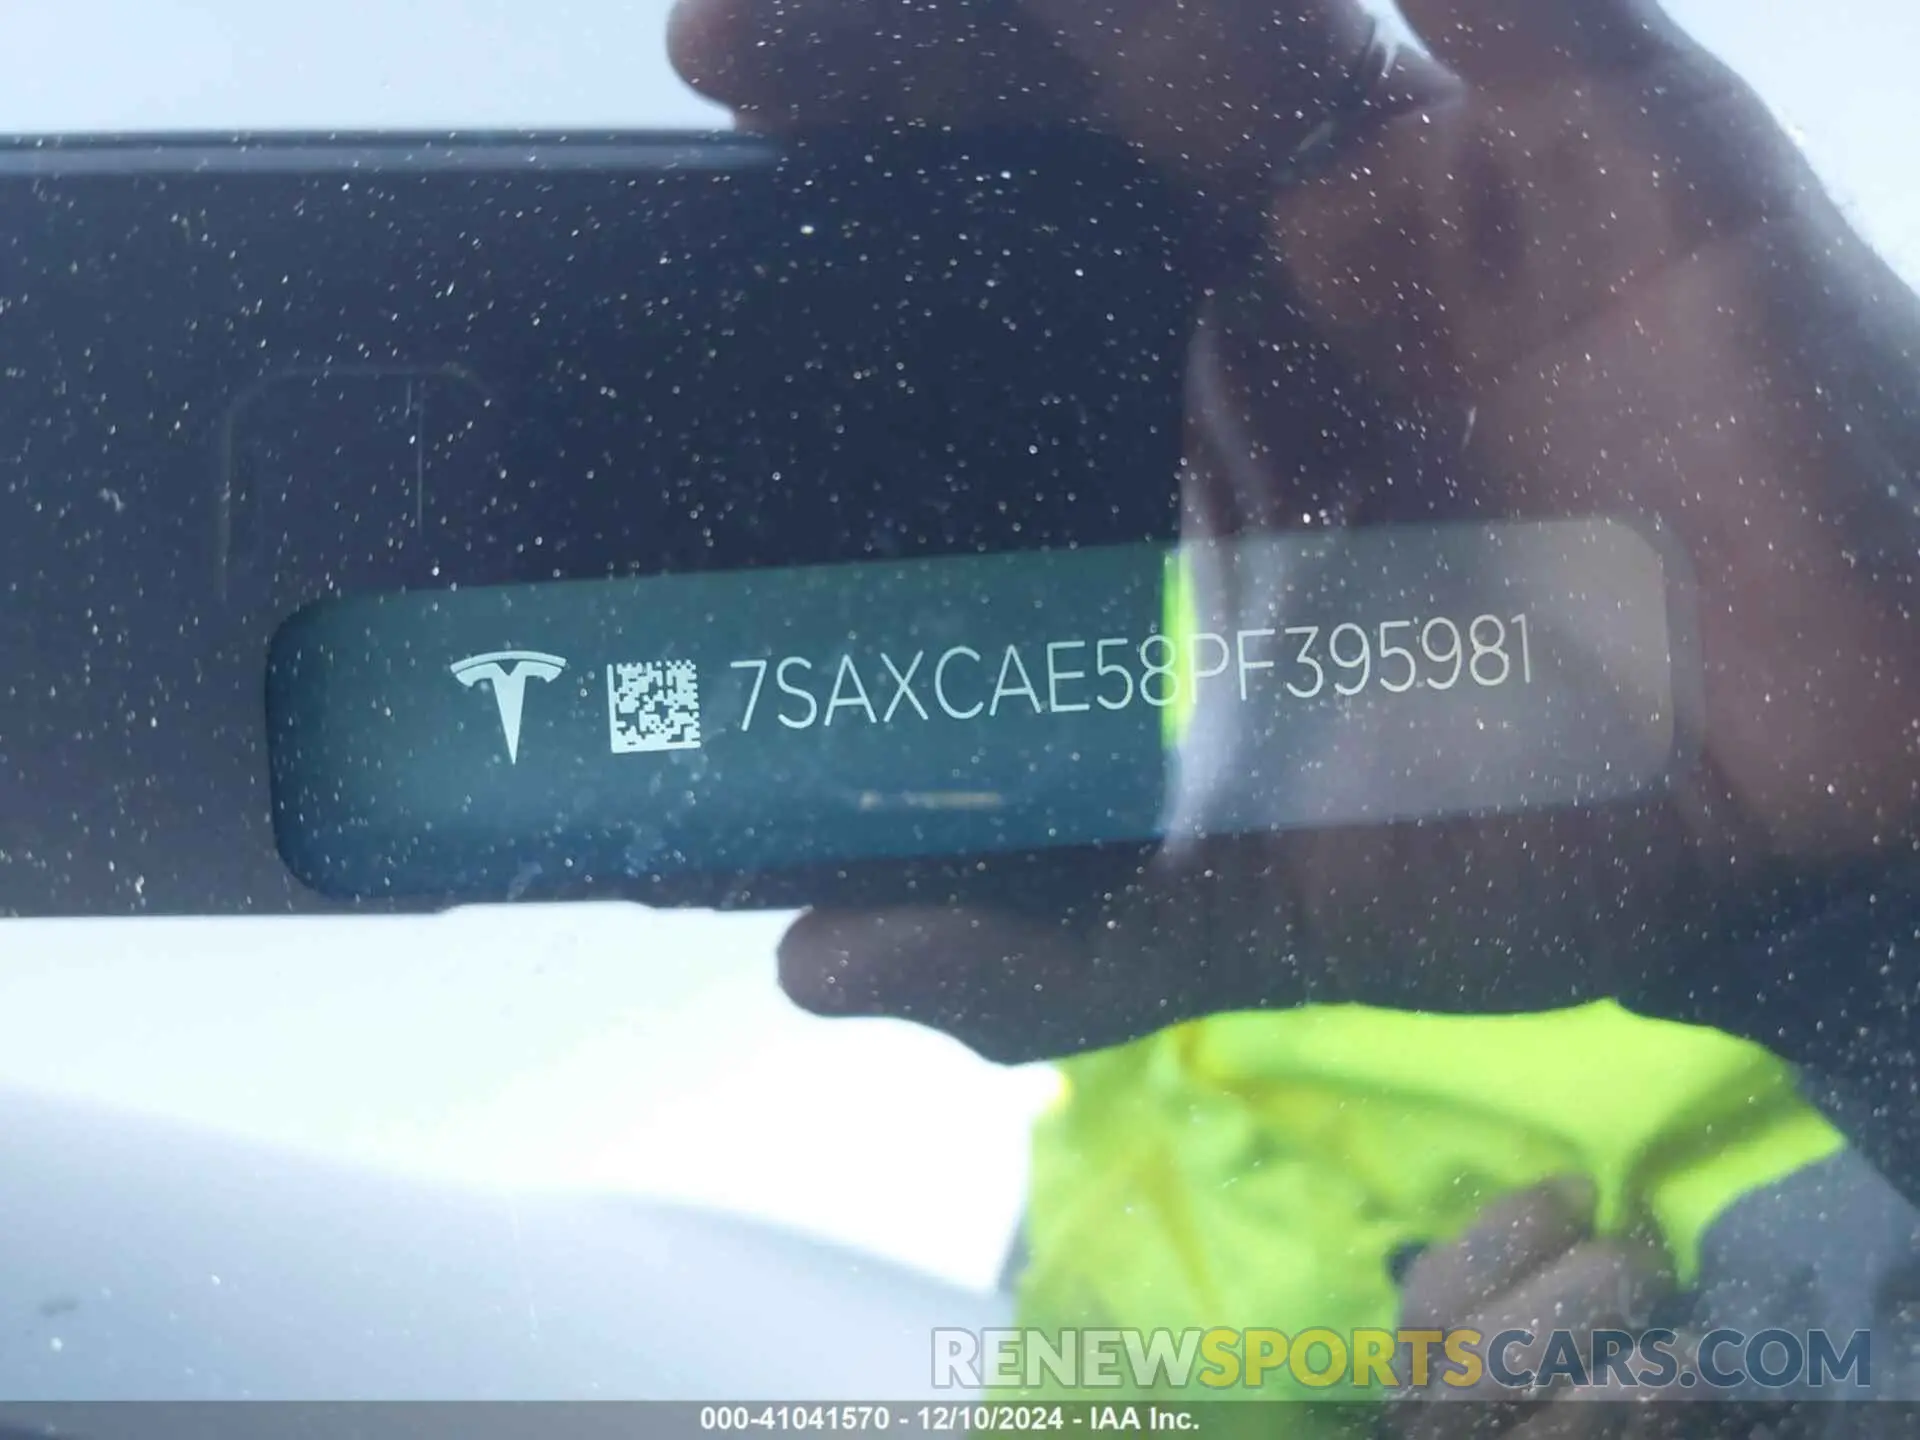 7SAXCAE58PF395981
RENEWSPORTSCARS.COM
000-41041570 - 12/10/2024 - IAA Inc.